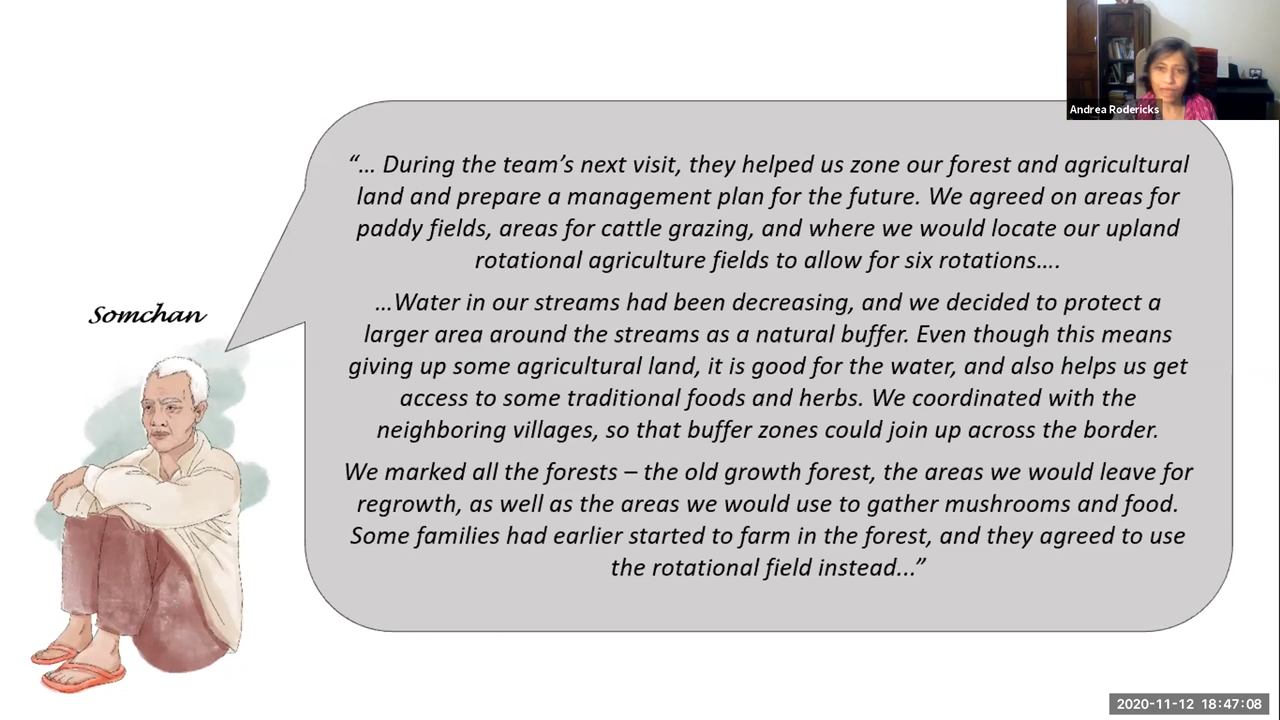 Andrea Rodericks
“… During the team’s next visit, they helped us zone our forest and agricultural
land and prepare a management plan for the future. We agreed on areas for
paddy fields, areas for cattle grazing, and where we would locate our upland
rotational agriculture fields to allow for six rotations….
…Water in our streams had been decreasing, and we decided to protect a
larger area around the streams as a natural buffer. Even though this means
giving up some agricultural land, it is good for the water, and also helps us get
access to some traditional foods and herbs. We coordinated with the
neighboring villages, so that buffer zones could join up across the border.
We marked all the forests – the old growth forest, the areas we would leave for
regrowth, as well as the areas we would use to gather mushrooms and food.
Some families had earlier started to farm in the forest, and they agreed to use
the rotational field instead...”
Somchan
2020-11-12 18:47:08